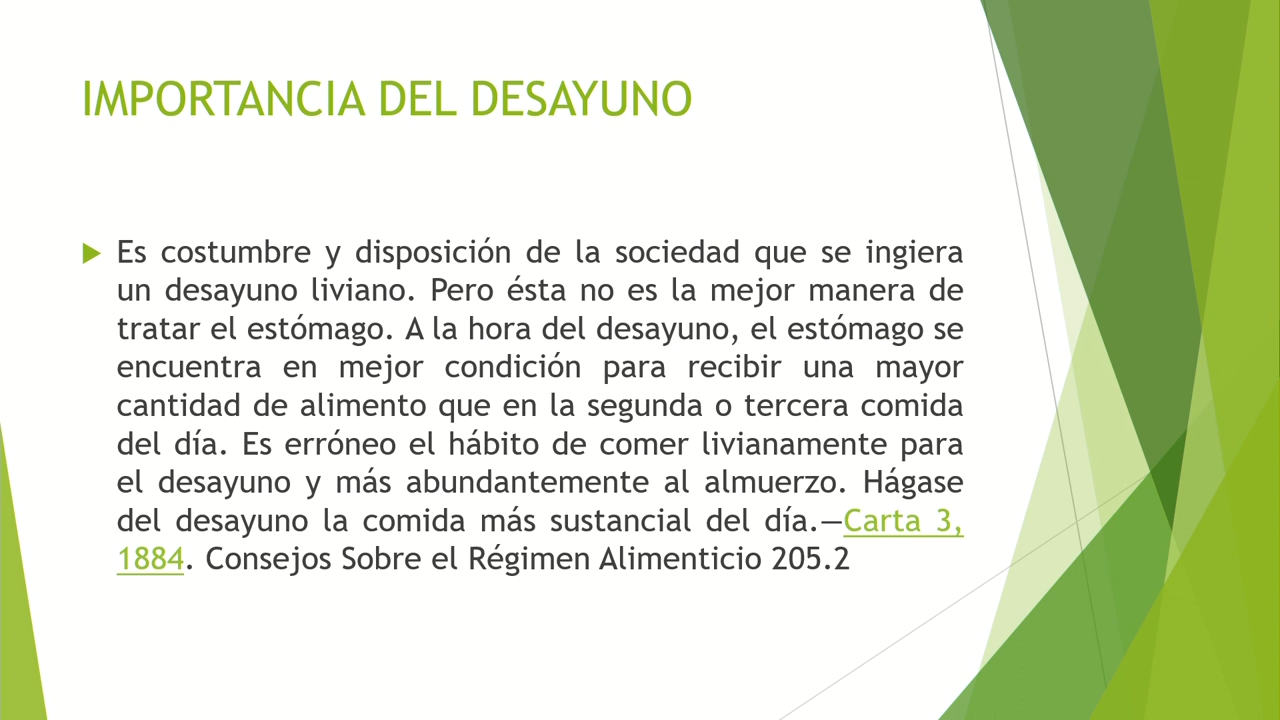 IMPORTANCIA DEL DESAYUNO
Es costumbre y disposición de la sociedad que se ingiera
un desayuno liviano. Pero ésta no es la mejor manera de
tratar el estómago. A la hora del desayuno, el estómago se
encuentra en mejor condición para recibir una mayor
cantidad de alimento que en la segunda o tercera comida
del día. Es erróneo el hábito de comer livianamente para
el desayuno y más abundantemente al almuerzo. Hágase
del desayuno la comida más sustancial del día.—Carta 3,
1884. Consejos Sobre el Régimen Alimenticio 205.2